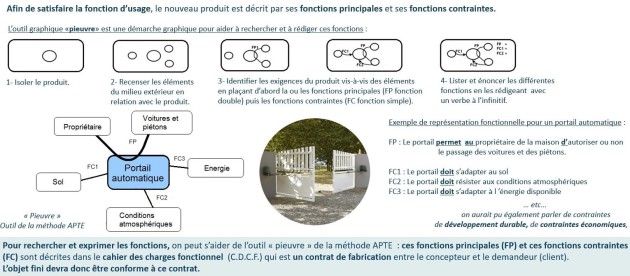 Afin de satisfaire la fonction d'usage, le nouveau produit est décrit par ses fonctions principales et ses fonctions contraintes.
L'outil graphique «pieuvre» est une démarche graphique pour aider à rechercher et à rédiger ces fonctions :
FP
FC1
FC2
FP
FC1
FC2
FP =
FC1 =
FC2 =
1- Isoler le produit.
2- Recenser les éléments
du milieu extérieur en
relation avec le produit.
3- Identifier les exigences du produit vis-à-vis des éléments
en plaçant d'abord la ou les fonctions principales (FP fonction
double) puis les fonctions contraintes (FC fonction simple).
4- Lister et énoncer les différentes
fonctions en les rédigeant avec
un verbe à l'infinitif.
Propriétaire
Voitures et
piétons
FP
FC1
Portail
automatique
FC3
Energie
Sol
FC2
Conditions
atmosphériques
« Pieuvre »
Outil de la méthode APTE
Exemple de représentation fonctionnelle pour un portail automatique :
FP : Le portail permet au propriétaire de la maison d'autoriser ou non
le passage des voitures et des piétons.
FC1 : Le portail doit s'adapter au sol
FC2 : Le portail doit résister aux conditions atmosphériques
FC3 : Le portail doit s'adapter à l'énergie disponible
... etc...
on aurait pu également parler de contraintes
de développement durable, de contraintes économiques,
Pour rechercher et exprimer les fonctions, on peut s'aider de l'outil « pieuvre » de la méthode APTE : ces fonctions principales (FP) et ces fonctions contraintes
(FC) sont décrites dans le cahier des charges fonctionnel (C.D.C.F.) qui est un contrat de fabrication entre le concepteur et le demandeur (client).
L'objet fini devra donc être conforme à ce contrat.